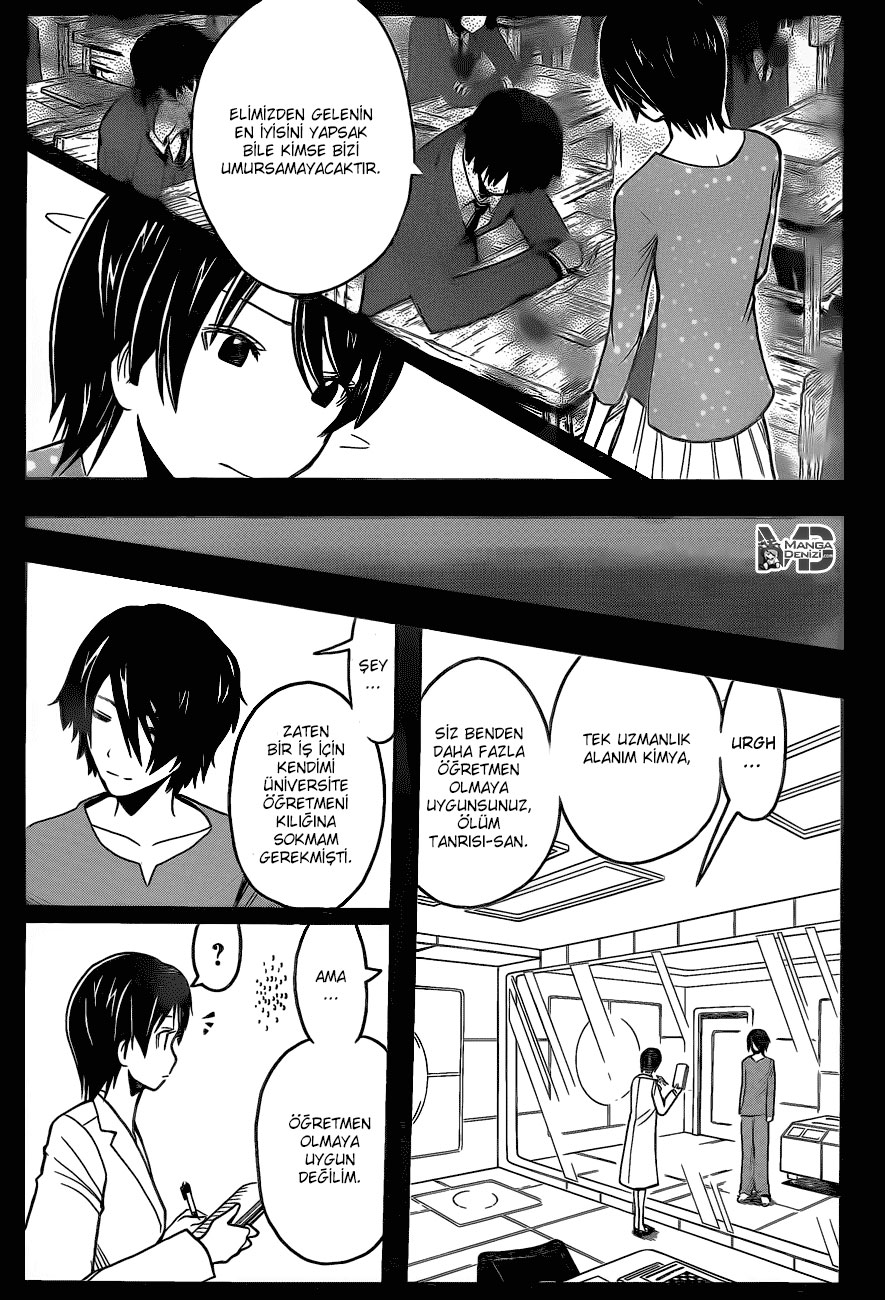 ELİMİZDEN GELENİN
EN İYİSİNİ YAPSAK
BİLE KİMSE BİZİ
UMURSAMAYACAKTIR.
MANGA
DENİZİ
.COM
URGH
...
TEK UZMANLIK
ALANIM KİMYA,
SİZ BENDEN
DAHA FAZLA
ÖĞRETMEN
OLMAYA
UYGUNSUNUZ,
ÖLÜM
TANRISI-SAN.
ŞEY
...
ZATEN
BİR İŞ İÇİN
KENDİMİ
ÜNİVERSİTE
ÖĞRETMENİ
KILIĞINA
SOKMAM
GEREKMİŞTİ.
AMA
...
ÖĞRETMEN
OLMAYA
UYGUN
DEĞİLİM.
?